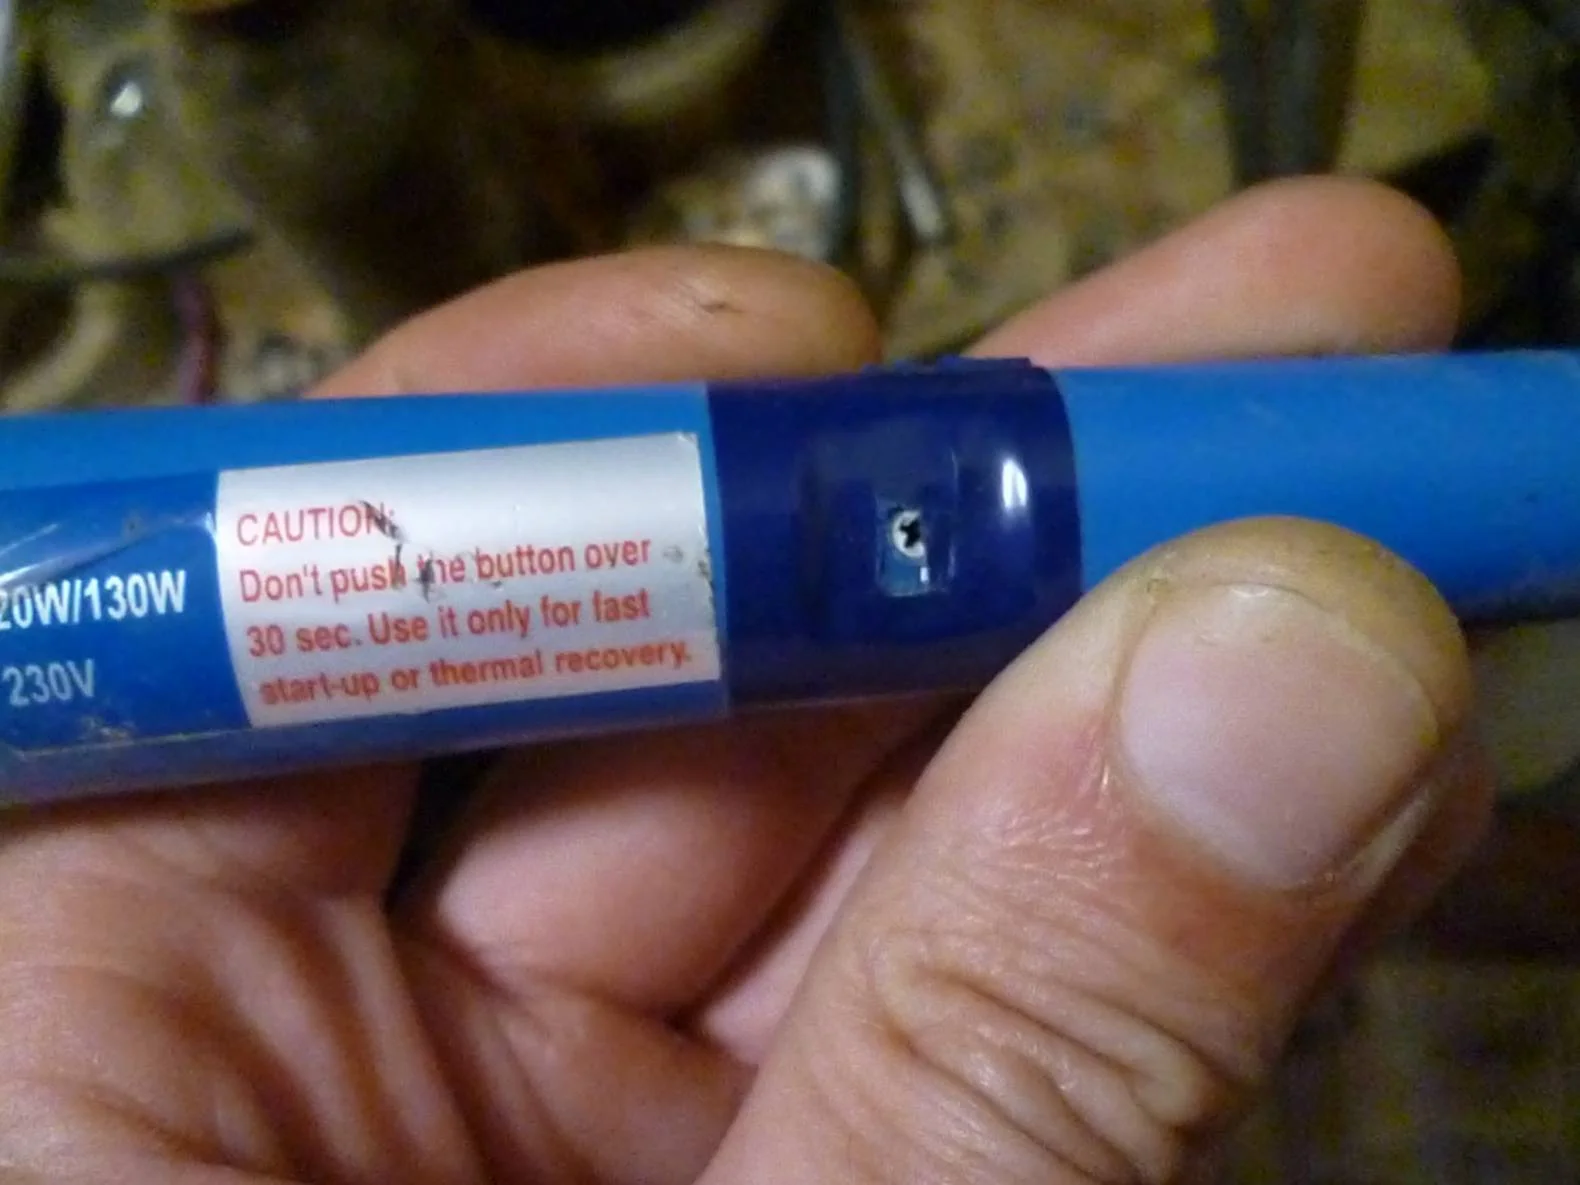 20W/130W
230V
CAUTION:
Don't push the button over
30 sec. Use it only for fast
start-up or thermal recovery.